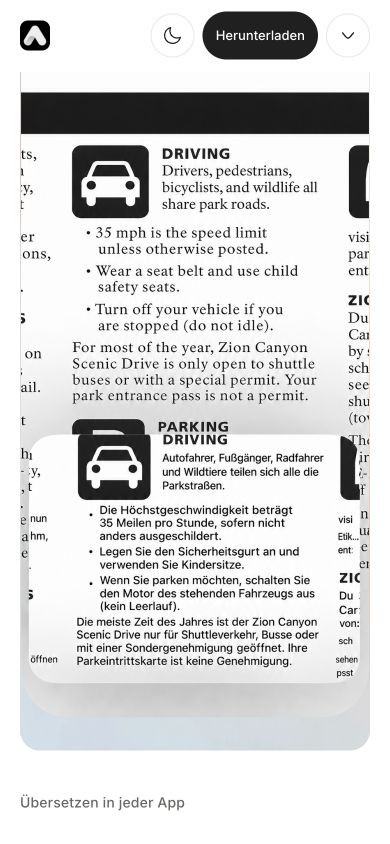 Herunterladen
DRIVING
Drivers, pedestrians,
bicyclists, and wildlife all
share park roads.
• 35 mph is the speed limit
unless otherwise posted.
• Wear a seat belt and use child
safety seats.
• Turn off your vehicle if you
are stopped (do not idle).
For most of the year, Zion Canyon
Scenic Drive is only open to shuttle
buses or with a special permit. Your
park entrance pass is not a permit.
PARKING
DRIVING
Autofahrer, Fußgänger, Radfahrer
und Wildtiere teilen sich alle die
Parkstraßen.
• Die Höchstgeschwindigkeit beträgt
35 Meilen pro Stunde, sofern nicht
anders ausgeschildert.
• Legen Sie den Sicherheitsgurt an und
verwenden Sie Kindersitze.
• Wenn Sie parken möchten, schalten Sie
den Motor des stehenden Fahrzeugs aus
(kein Leerlauf).
Die meiste Zeit des Jahres ist der Zion Canyon
Scenic Drive nur für Shuttleverkehr, Busse oder
mit einer Sondergenehmigung geöffnet. Ihre
Parkeintrittskarte ist keine Genehmigung.
Übersetzen in jeder App